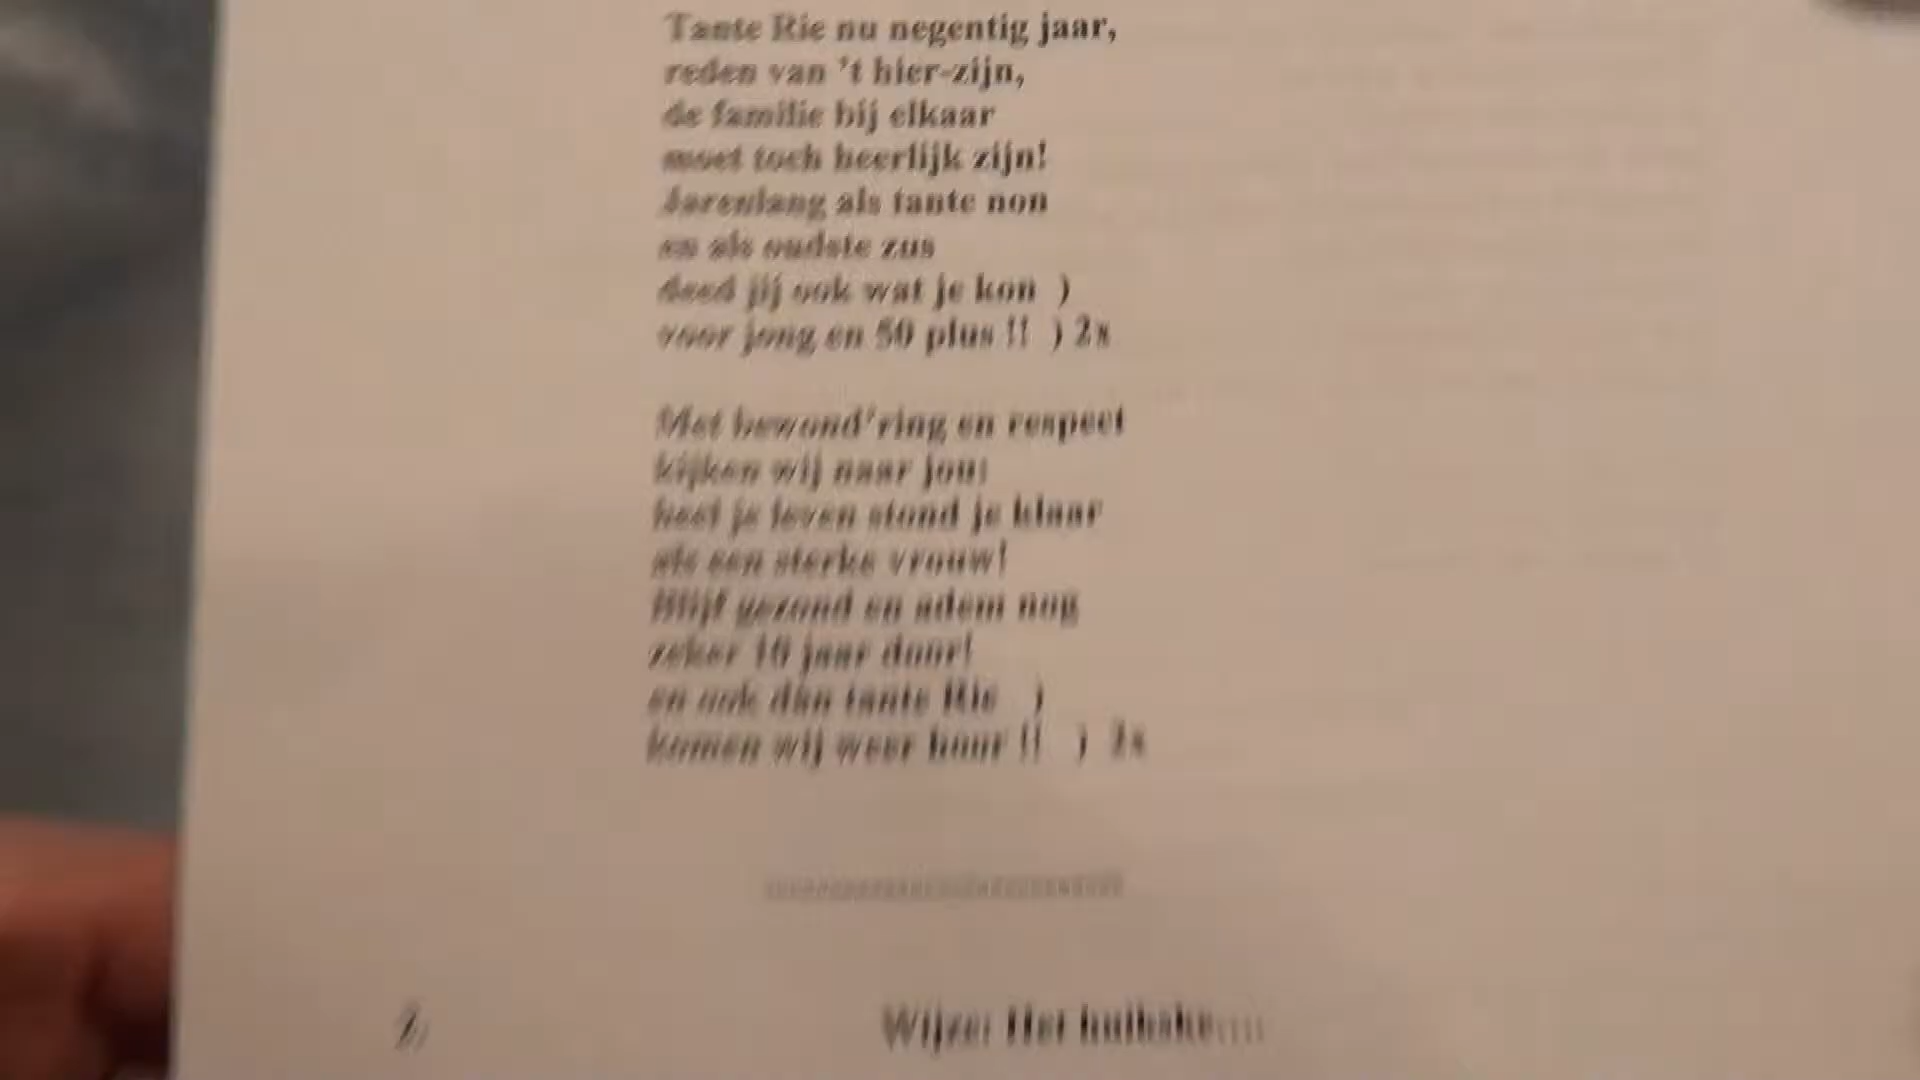 Tante Rie nu negentig jaar,
reden van 't hier-zijn,
de familie bij elkaar
moet toch heerlijk zijn!
Jarenlang als tante non
en als oudste zus
deed jij ook wat je kon )
voor jong en 50 plus !! ) 2x
Met bewond'ring en respect
kijken wij naar jou;
heel je leven stond je klaar
als een sterke vrouw!
Blijf gezond en adem nog
zeker 10 jaar door!
en ook dán tante Rie )
komen wij weer hoor !! ) 2x
Wijze: Het